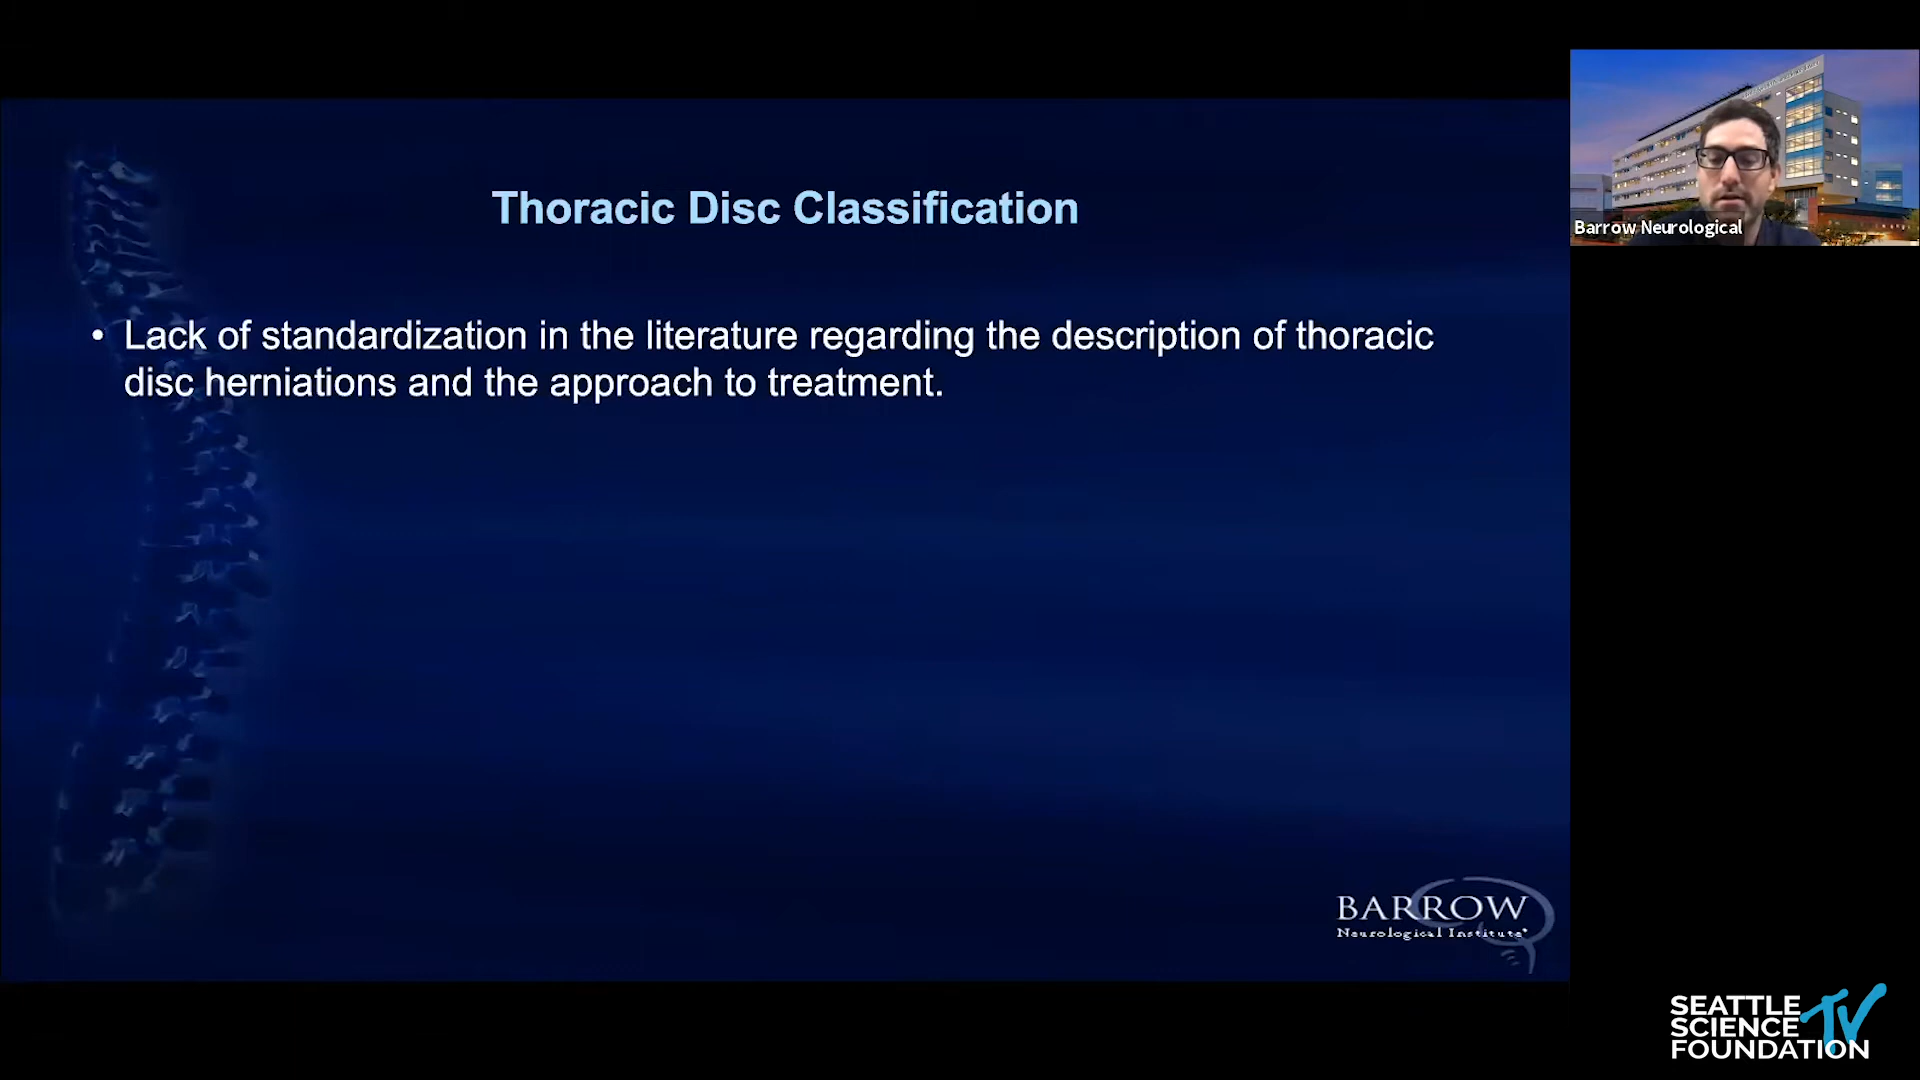 Thoracic Disc Classification
• Lack of standardization in the literature regarding the description of thoracic
disc herniations and the approach to treatment.
BARROW
Neurological Institute®
Barrow Neurological
SEATTLE
SCIENCE
FOUNDATION
TV